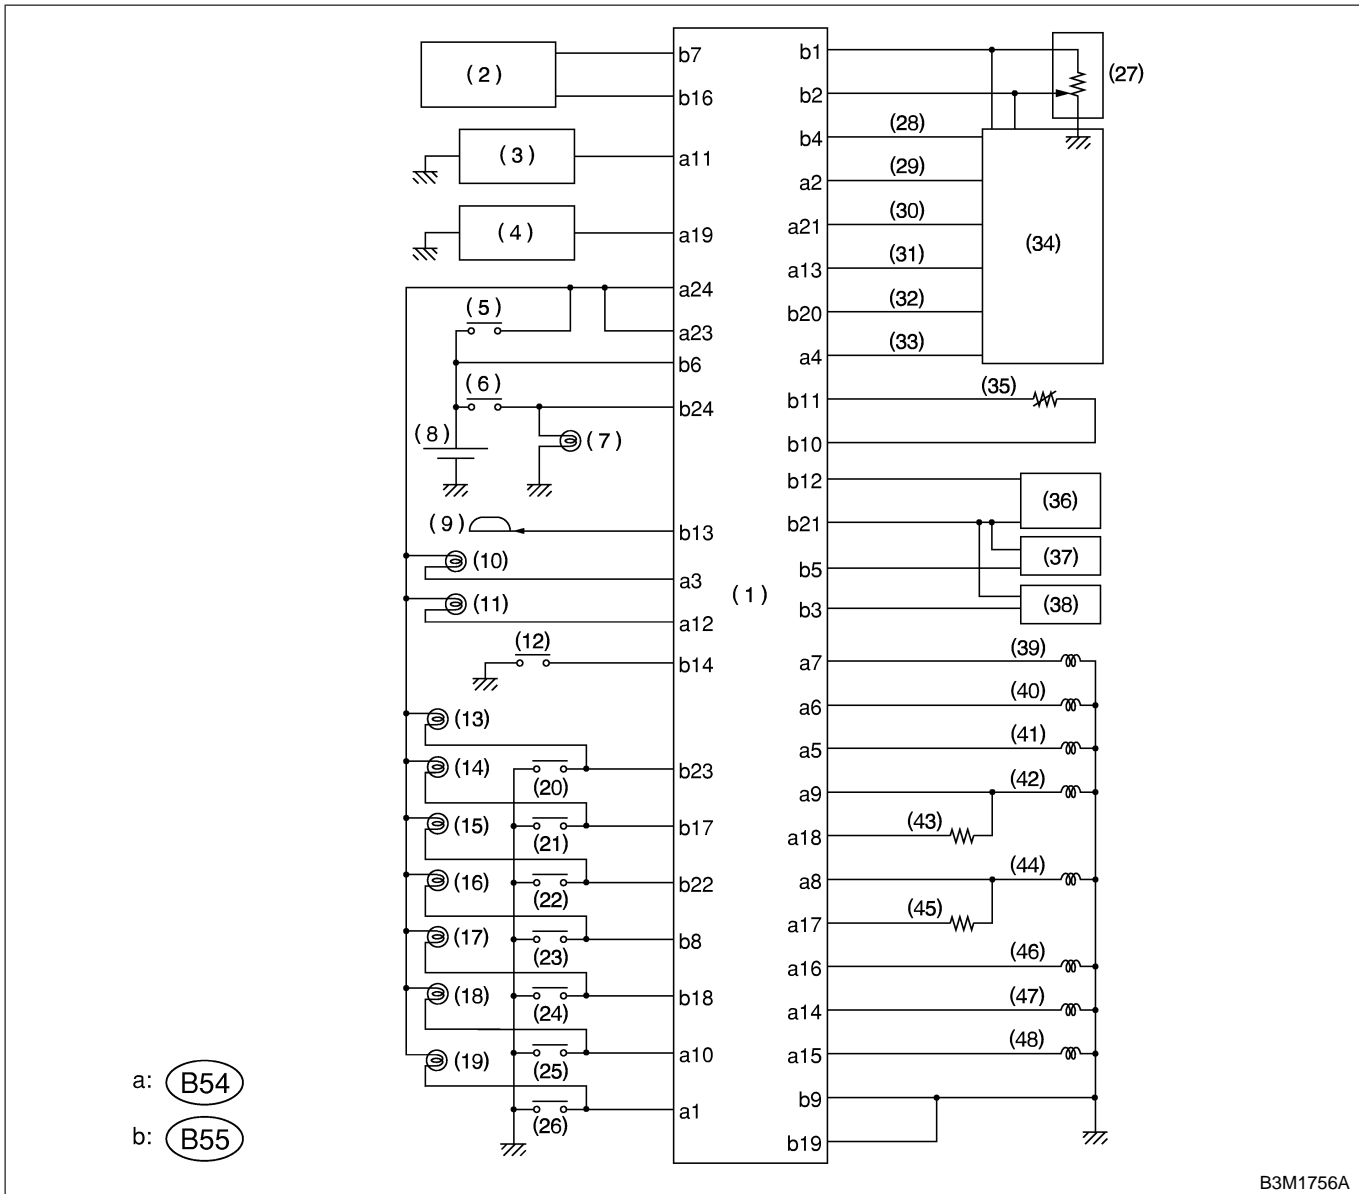 b7
( 2 )
b16
( 3 )
a11
( 4 )
a19
a24
( 5 )
a23
b6
( 6 )
b24
( 8 )
( 7 )
( 9 )
b13
(10)
a3
( 1 )
(11)
a12
(12)
b14
(13)
(14)
b23
(20)
(15)
b17
(21)
(16)
b22
(22)
(17)
b8
(23)
(18)
b18
(24)
(19)
a10
(25)
a1
(26)
b1
(27)
b2
b4
(28)
a2
(29)
a21
(30)
(34)
a13
(31)
b20
(32)
a4
(33)
b11
(35)
b10
b12
(36)
b21
b5
(37)
b3
(38)
a7
(39)
a6
(40)
a5
(41)
a9
(42)
a18
(43)
a8
(44)
a17
(45)
a16
(46)
a14
(47)
a15
(48)
b9
b19
a: B54
b: B55
B3M1756A